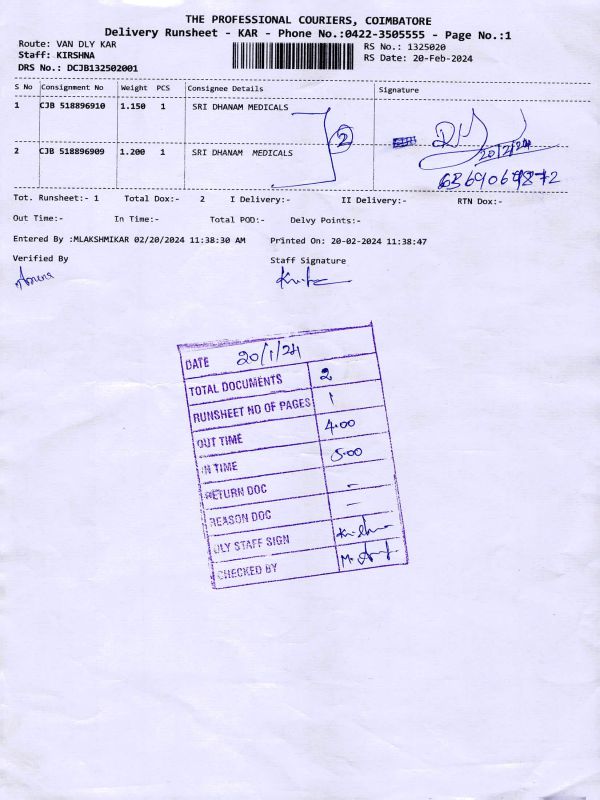 THE PROFESSIONAL COURIERS, COIMBATORE
Delivery Runsheet - KAR - Phone No.:0422-3505555 - Page No.:1
Route: VAN DLY KAR RS No.: 1325020
Staff: KIRSHNA RS Date: 20-Feb-2024
DRS No.: DCJB132502001
S No Consignment No Weight PCS Consignee Details Signature
1 CJB 518896910 1.150 1 SRI DHANAM MEDICALS
2
20/2/24
2 CJB 518896909 1.200 1 SRI DHANAM MEDICALS
Tot. Runsheet:- 1 Total Dox:- 2 I Delivery:- II Delivery:- RTN Dox:-
Out Time:- In Time:- Total POD:- Delvy Points:-
Entered By :MLAKSHMIKAR 02/20/2024 11:38:30 AM Printed On: 20-02-2024 11:38:47
Verified By Staff Signature
DATE 20/1/24
TOTAL DOCUMENTS 2
RUNSHEET NO OF PAGES 1
OUT TIME 4.00
IN TIME 5.00
RETURN DOC -
REASON DOC -
DLY STAFF SIGN
CHECKED BY